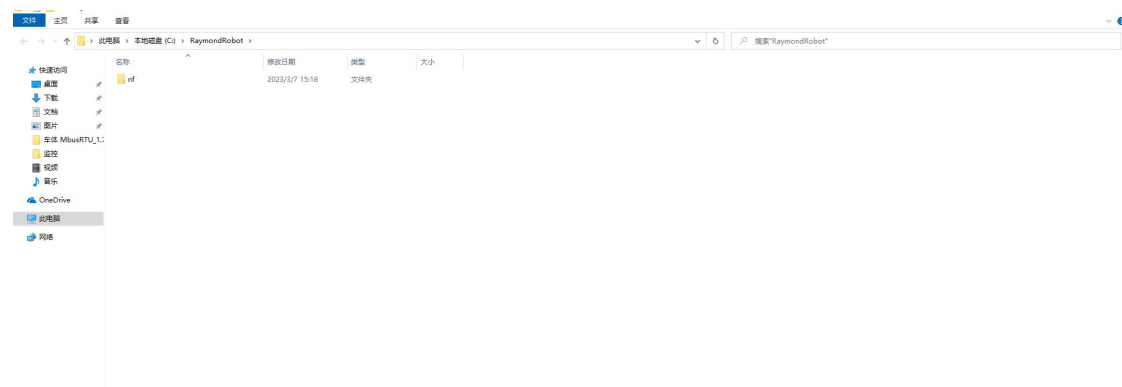 文件 主页 共享 查看
此电脑 › 本地磁盘 (C:) › RaymondRobot ›
搜索"RaymondRobot"
名称 修改日期 类型 大小
nf 2023/3/7 15:18 文件夹
快速访问
桌面
下载
文档
图片
车体 MbusRTU_1.7
监控
视频
音乐
OneDrive
此电脑
网络